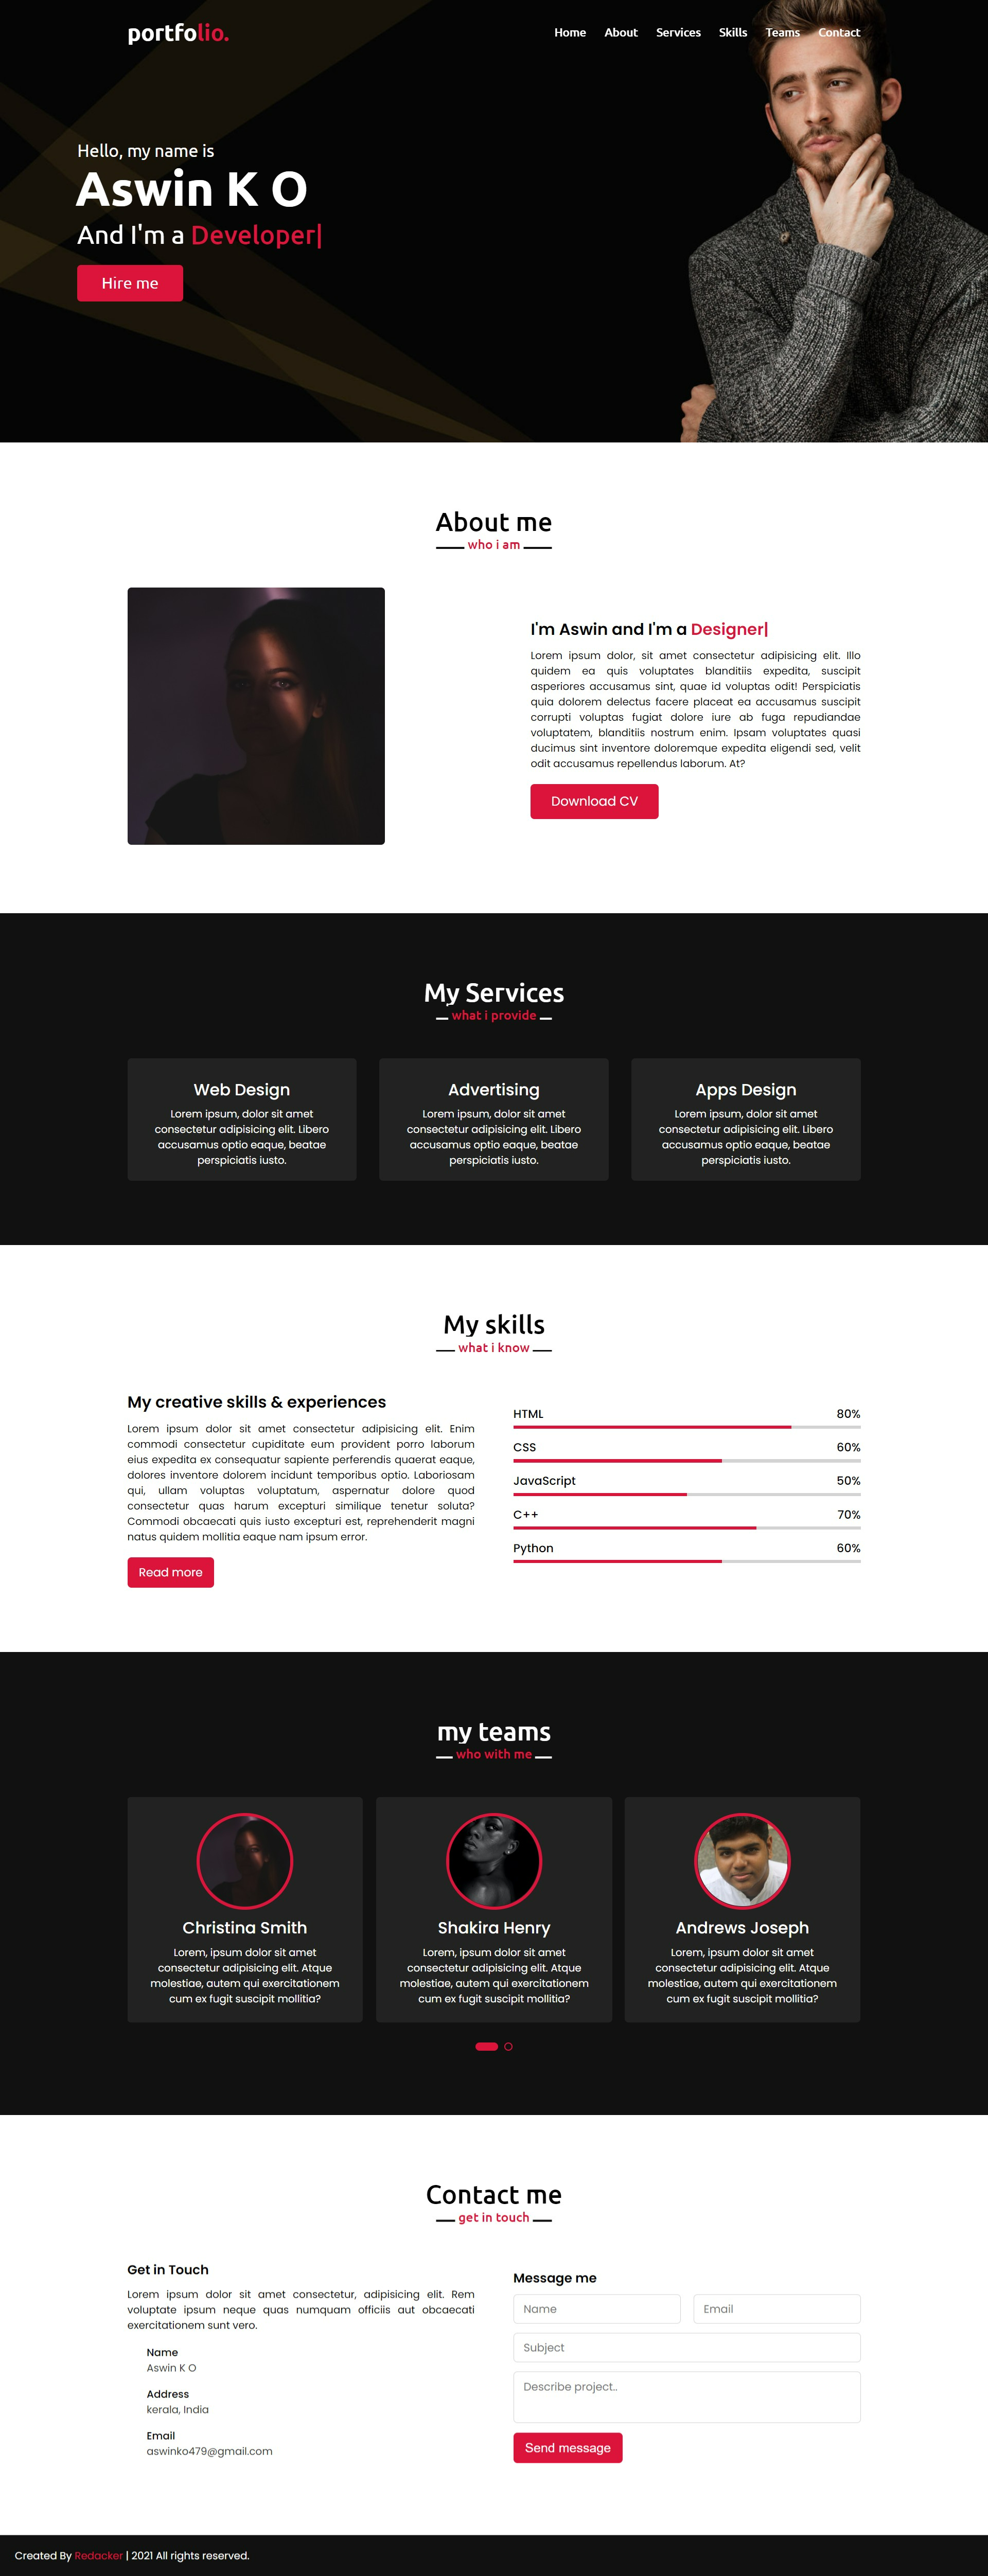 portfolio.
Home About Services Skills Teams Contact
Hello, my name is
Aswin K O
And I'm a Developer|
Hire me
About me
who i am
I'm Aswin and I'm a Designer|
Lorem ipsum dolor, sit amet consectetur adipisicing elit. Illo
quidem ea quis voluptates blanditiis expedita, suscipit
asperiores accusamus sint, quae id voluptas odit! Perspiciatis
quia dolorem delectus facere placeat ea accusamus suscipit
corrupti voluptas fugiat dolore iure ab fuga repudiandae
voluptatem, blanditiis nostrum enim. Ipsam voluptates quasi
ducimus sint inventore doloremque expedita eligendi sed, velit
odit accusamus repellendus laborum. At?
Download CV
My Services
what i provide
Web Design
Lorem ipsum, dolor sit amet
consectetur adipisicing elit. Libero
accusamus optio eaque, beatae
perspiciatis iusto.
Advertising
Lorem ipsum, dolor sit amet
consectetur adipisicing elit. Libero
accusamus optio eaque, beatae
perspiciatis iusto.
Apps Design
Lorem ipsum, dolor sit amet
consectetur adipisicing elit. Libero
accusamus optio eaque, beatae
perspiciatis iusto.
My skills
what i know
My creative skills & experiences
Lorem ipsum dolor sit amet consectetur adipisicing elit. Enim
commodi consectetur cupiditate eum provident porro laborum
eius expedita ex consequatur sapiente perferendis quaerat eaque,
dolores inventore dolorem incidunt temporibus optio. Laboriosam
qui, ullam voluptas voluptatum, aspernatur dolore quod
consectetur quas harum excepturi similique tenetur soluta?
Commodi obcaecati quis iusto excepturi est, reprehenderit magni
natus quidem mollitia eaque nam ipsum error.
Read more
HTML 80%
CSS 60%
JavaScript 50%
C++ 70%
Python 60%
my teams
who with me
Christina Smith
Lorem, ipsum dolor sit amet
consectetur adipisicing elit. Atque
molestiae, autem qui exercitationem
cum ex fugit suscipit mollitia?
Shakira Henry
Lorem, ipsum dolor sit amet
consectetur adipisicing elit. Atque
molestiae, autem qui exercitationem
cum ex fugit suscipit mollitia?
Andrews Joseph
Lorem, ipsum dolor sit amet
consectetur adipisicing elit. Atque
molestiae, autem qui exercitationem
cum ex fugit suscipit mollitia?
Contact me
get in touch
Get in Touch
Lorem ipsum dolor sit amet consectetur, adipisicing elit. Rem
voluptate ipsum neque quas numquam officiis aut obcaecati
exercitationem sunt vero.
Name
Aswin K O
Address
kerala, India
Email
aswinko479@gmail.com
Message me
Name
Email
Subject
Describe project..
Send message
Created By Redacker | 2021 All rights reserved.